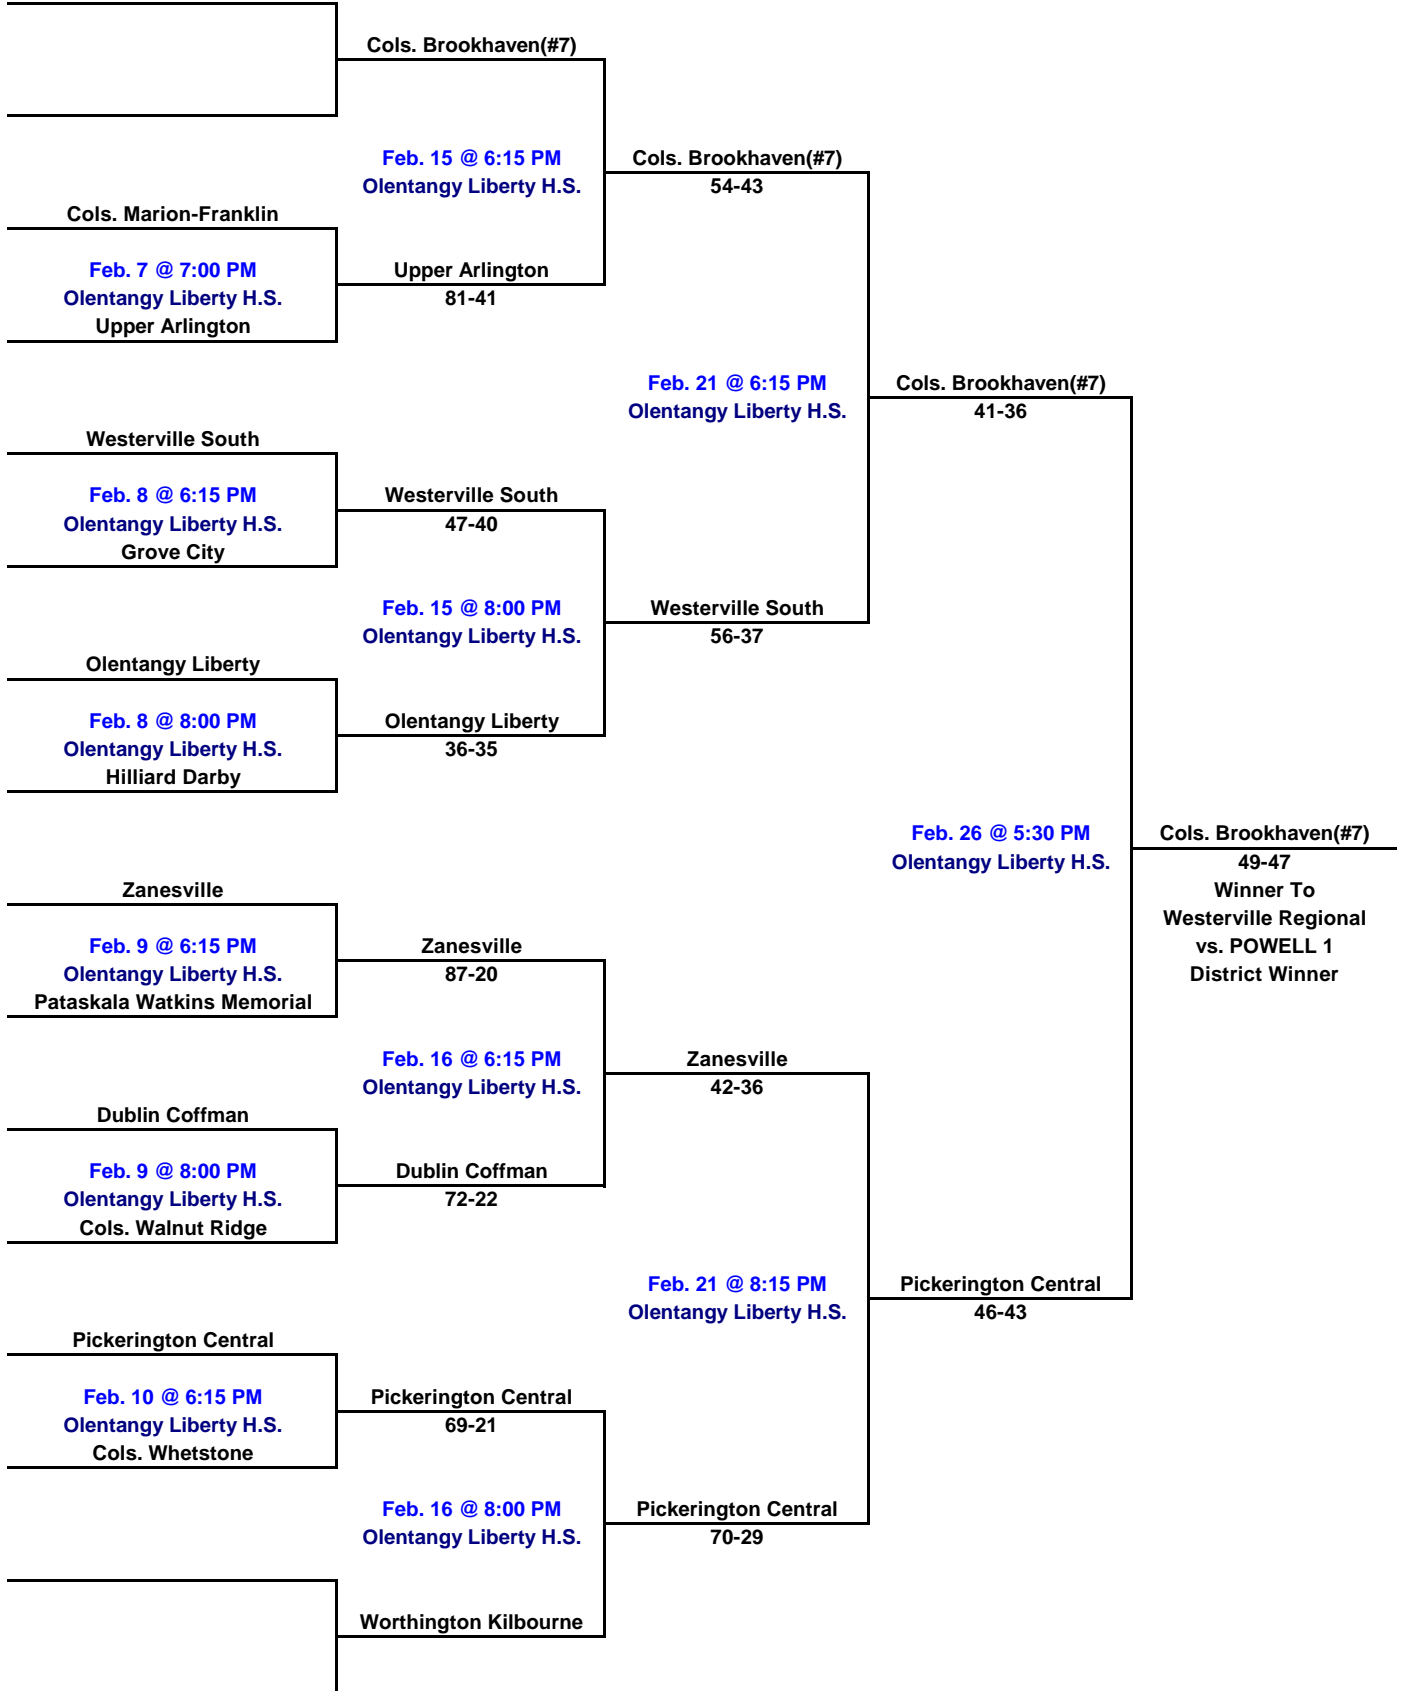 Cols. Brookhaven(#7)
Feb. 15 @ 6:15 PM
Olentangy Liberty H.S.
Cols. Brookhaven(#7)
54-43
Cols. Marion-Franklin
Feb. 7 @ 7:00 PM
Olentangy Liberty H.S.
Upper Arlington
Upper Arlington
81-41
Feb. 21 @ 6:15 PM
Olentangy Liberty H.S.
Cols. Brookhaven(#7)
41-36
Westerville South
Feb. 8 @ 6:15 PM
Olentangy Liberty H.S.
Grove City
Westerville South
47-40
Feb. 15 @ 8:00 PM
Olentangy Liberty H.S.
Westerville South
56-37
Olentangy Liberty
Feb. 8 @ 8:00 PM
Olentangy Liberty H.S.
Hilliard Darby
Olentangy Liberty
36-35
Feb. 26 @ 5:30 PM
Olentangy Liberty H.S.
Cols. Brookhaven(#7)
49-47
Winner To
Westerville Regional
vs. POWELL 1
District Winner
Zanesville
Feb. 9 @ 6:15 PM
Olentangy Liberty H.S.
Pataskala Watkins Memorial
Zanesville
87-20
Feb. 16 @ 6:15 PM
Olentangy Liberty H.S.
Zanesville
42-36
Dublin Coffman
Feb. 9 @ 8:00 PM
Olentangy Liberty H.S.
Cols. Walnut Ridge
Dublin Coffman
72-22
Feb. 21 @ 8:15 PM
Olentangy Liberty H.S.
Pickerington Central
46-43
Pickerington Central
Feb. 10 @ 6:15 PM
Olentangy Liberty H.S.
Cols. Whetstone
Pickerington Central
69-21
Feb. 16 @ 8:00 PM
Olentangy Liberty H.S.
Pickerington Central
70-29
Worthington Kilbourne